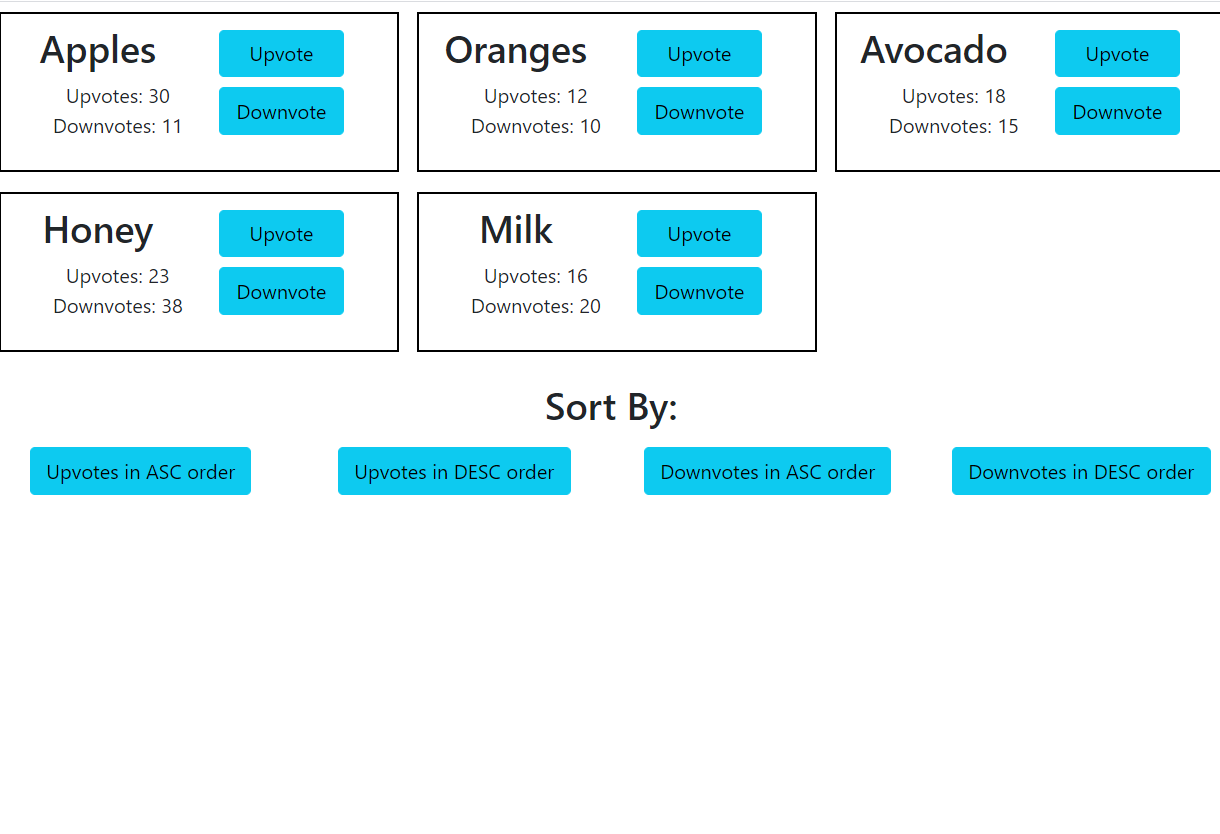 Apples
Upvote
Upvotes: 30
Downvotes: 11
Downvote
Oranges
Upvote
Upvotes: 12
Downvotes: 10
Downvote
Avocado
Upvote
Upvotes: 18
Downvotes: 15
Downvote
Honey
Upvote
Upvotes: 23
Downvotes: 38
Downvote
Milk
Upvote
Upvotes: 16
Downvotes: 20
Downvote
Sort By:
Upvotes in ASC order
Upvotes in DESC order
Downvotes in ASC order
Downvotes in DESC order